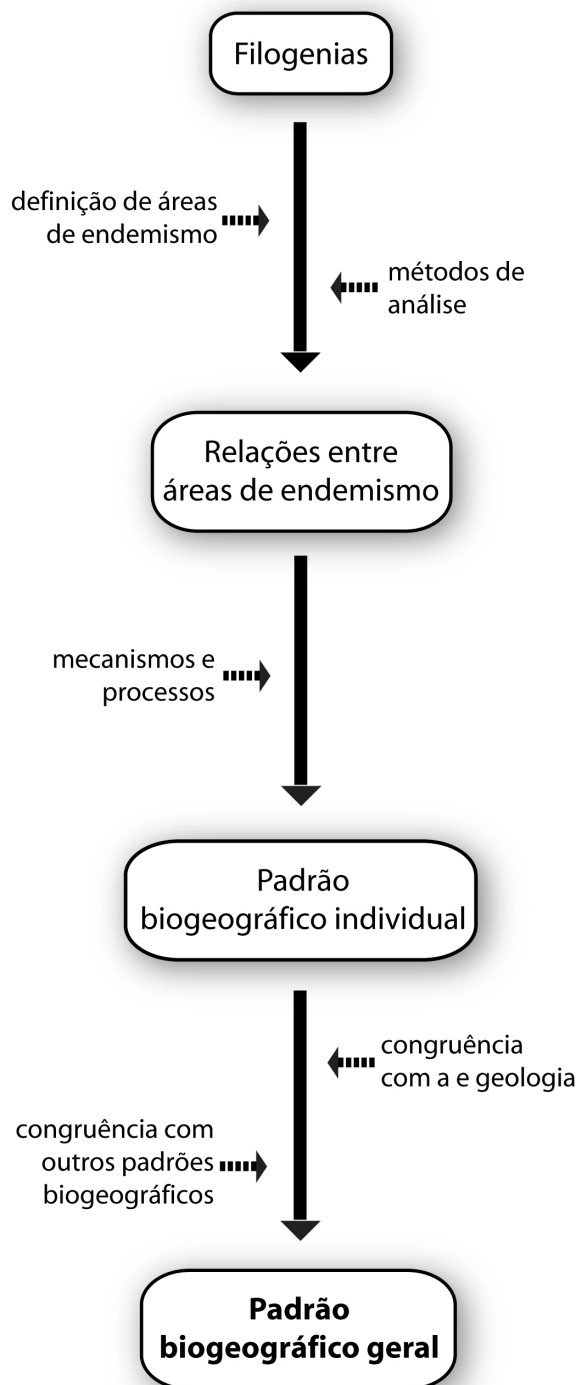 Filogenias
definição de áreas
de endemismo
métodos de
análise
Relações entre
áreas de endemismo
mecanismos e
processos
Padrão
biogeográfico individual
congruência
com a e geologia
congruência com
outros padrões
biogeográficos
Padrão
biogeográfico geral